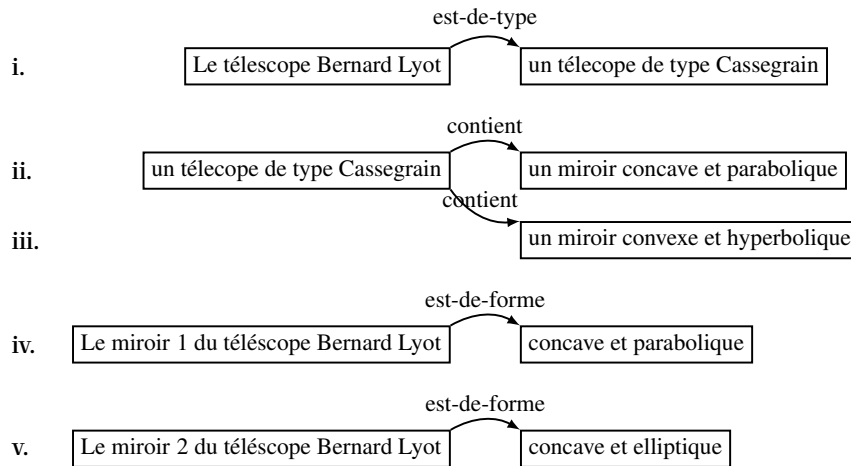 est-de-type
i. Le télescope Bernard Lyot un télecope de type Cassegrain
contient
ii. un télecope de type Cassegrain un miroir concave et parabolique
contient
iii. un miroir convexe et hyperbolique
est-de-forme
iv. Le miroir 1 du téléscope Bernard Lyot concave et parabolique
est-de-forme
v. Le miroir 2 du téléscope Bernard Lyot concave et elliptique